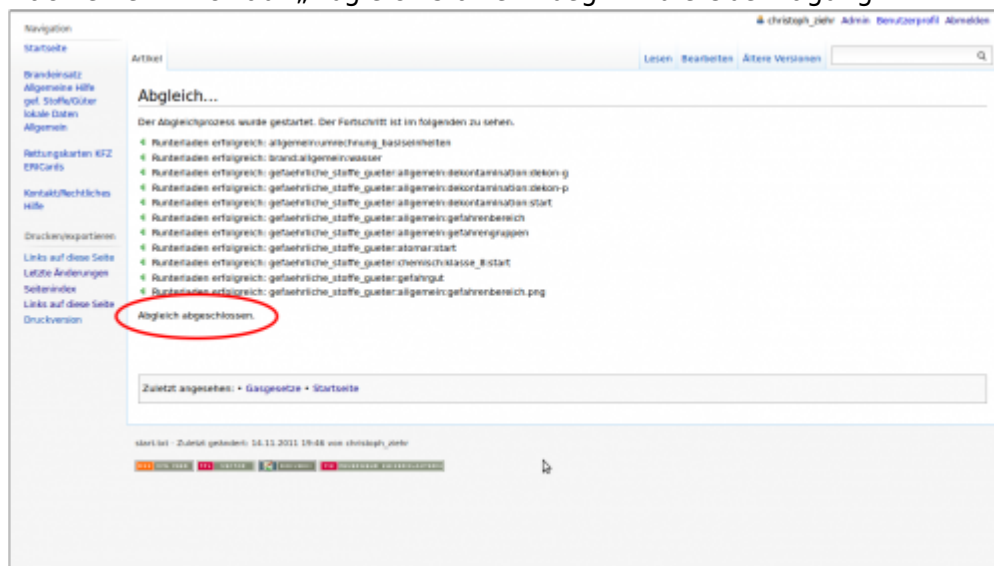 Navigation
Startseite
Brandeinsatz
Allgemeine Hilfe
gef. Stoffe/Güter
lokale Daten
Allgemein
Rettungskarten KFZ
ERICards
Kontakt/Rechtliches
Hilfe
Drucken/exportieren
Links auf diese Seite
Letzte Änderungen
Seitenindex
Links auf diese Seite
Druckversion
christoph_ziehr Admin Benutzerprofil Abmelden
Artikel Lesen Bearbeiten Ältere Versionen
Abgleich...
Der Abgleichprozess wurde gestartet. Der Fortschritt ist im folgenden zu sehen.
Runterladen erfolgreich: allgemein:umrechnung_basiseinheiten
Runterladen erfolgreich: brand:allgemein:wasser
Runterladen erfolgreich: gefaehrliche_stoffe_gueter:allgemein:dekontamination:dekon-g
Runterladen erfolgreich: gefaehrliche_stoffe_gueter:allgemein:dekontamination:dekon-p
Runterladen erfolgreich: gefaehrliche_stoffe_gueter:allgemein:dekontamination:start
Runterladen erfolgreich: gefaehrliche_stoffe_gueter:allgemein:gefahrenbereich
Runterladen erfolgreich: gefaehrliche_stoffe_gueter:allgemein:gefahrengruppen
Runterladen erfolgreich: gefaehrliche_stoffe_gueter:atomar:start
Runterladen erfolgreich: gefaehrliche_stoffe_gueter:chemisch:klasse_8:start
Runterladen erfolgreich: gefaehrliche_stoffe_gueter:gefahrgut
Runterladen erfolgreich: gefaehrliche_stoffe_gueter:allgemein:gefahrenbereich.png
Abgleich abgeschlossen.
Zuletzt angesehen: • Gasgesetze • Startseite
start.txt · Zuletzt geändert: 14.11.2011 19:46 von christoph_ziehr